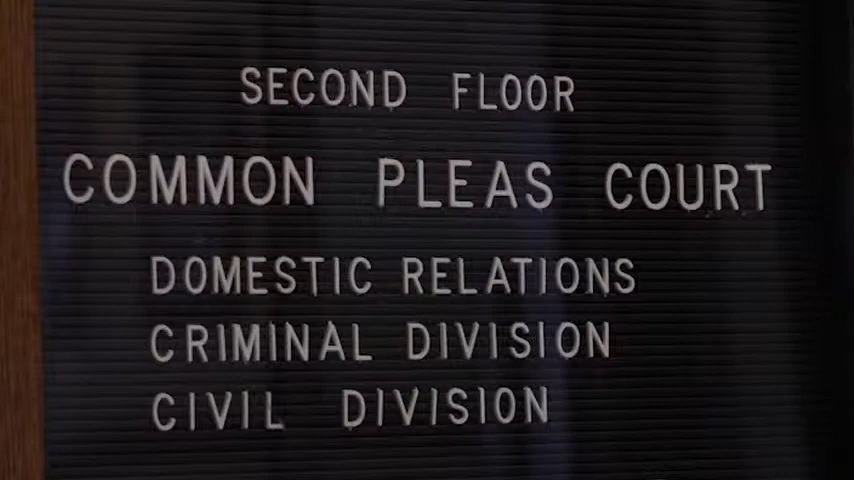 SECOND FLOOR
COMMON PLEAS COURT
DOMESTIC RELATIONS
CRIMINAL DIVISION
CIVIL DIVISION